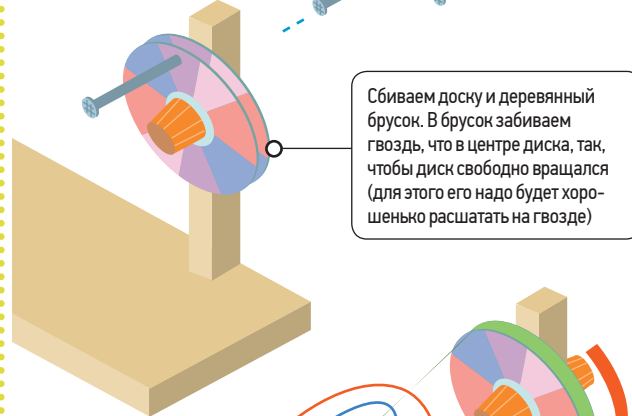 Сбиваем доску и деревянный
брусок. В брусок забиваем
гвоздь, что в центре диска, так,
чтобы диск свободно вращался
(для этого его надо будет хоро-
шенько расшатать на гвозде)